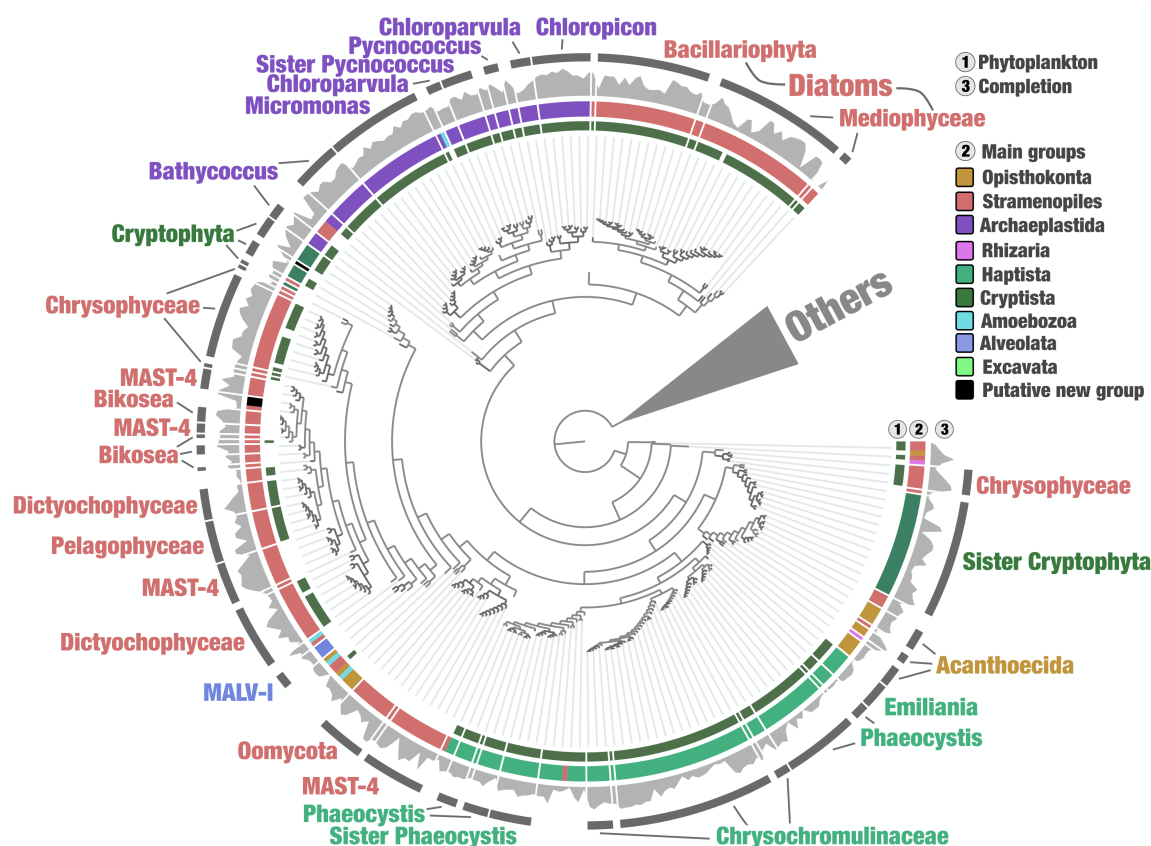 Chloroparvula
Chloropicon
Pycnococcus
Sister Pycnococcus
Chloroparvula
Micromonas
Bacillariophyta
Diatoms
Mediophyceae
1 Phytoplankton
3 Completion
2 Main groups
Opisthokonta
Stramenopiles
Archaeplastida
Rhizaria
Haptista
Cryptista
Amoebozoa
Alveolata
Excavata
Putative new group
Bathycoccus
Cryptophyta
Chrysophyceae
MAST-4
Bikosea
MAST-4
Bikosea
Dictyochophyceae
Pelagophyceae
MAST-4
Dictyochophyceae
MALV-I
Oomycota
MAST-4
Phaeocystis
Sister Phaeocystis
Others
1 2 3
Chrysophyceae
Sister Cryptophyta
Acanthoecida
Emiliania
Phaeocystis
Chrysochromulinaceae